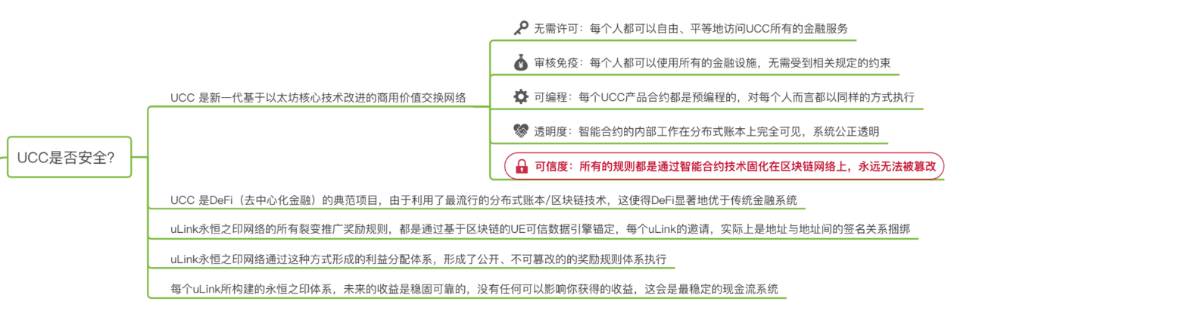 无需许可：每个人都可以自由、平等地访问UCC所有的金融服务
审核免疫：每个人都可以使用所有的金融设施，无需受到相关规定的约束
UCC 是新一代基于以太坊核心技术改进的商用价值交换网络
可编程：每个UCC产品合约都是预编程的，对每个人而言都以同样的方式执行
透明度：智能合约的内部工作在分布式账本上完全可见，系统公正透明
UCC是否安全？
可信度：所有的规则都是通过智能合约技术固化在区块链网络上，永远无法被篡改
UCC 是DeFi（去中心化金融）的典范项目，由于利用了最流行的分布式账本/区块链技术，这使得DeFi显著地优于传统金融系统
uLink永恒之印网络的所有裂变推广奖励规则，都是通过基于区块链的UE可信数据引擎锚定，每个uLink的邀请，实际上是地址与地址间的签名关系捆绑
uLink永恒之印网络通过这种方式形成的利益分配体系，形成了公开、不可篡改的的奖励规则体系执行
每个uLink所构建的永恒之印体系，未来的收益是稳固可靠的，没有任何可以影响你获得的收益，这会是最稳定的现金流系统